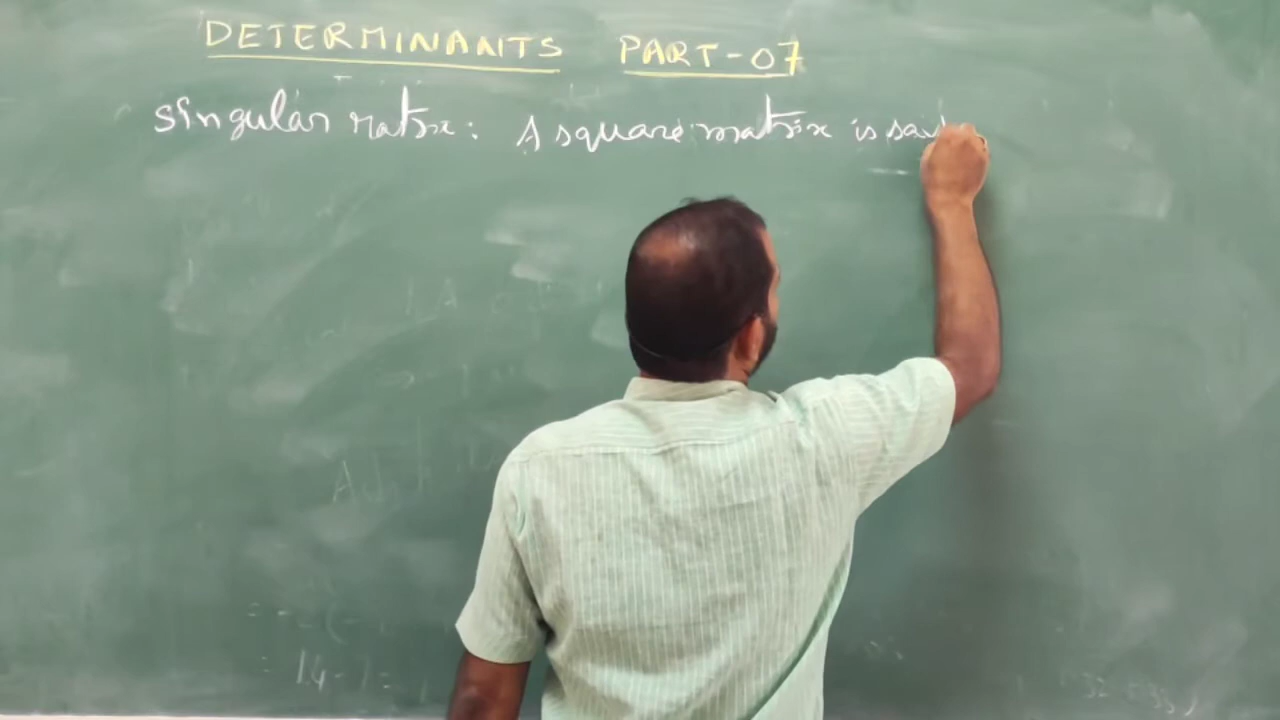 DETERMINANTS PART-07
Singular Matrix: A square matrix is said